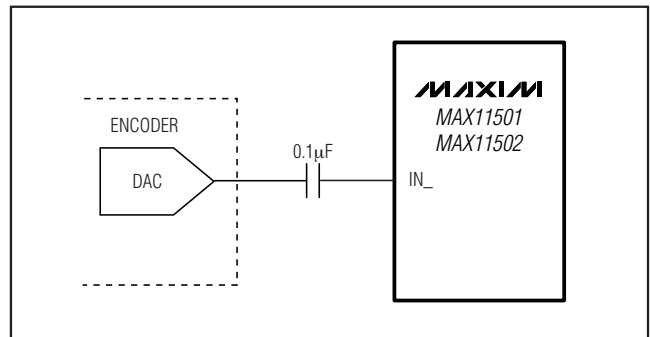 ENCODER
DAC
0.1μF
MAXIM
MAX11501
MAX11502
IN_